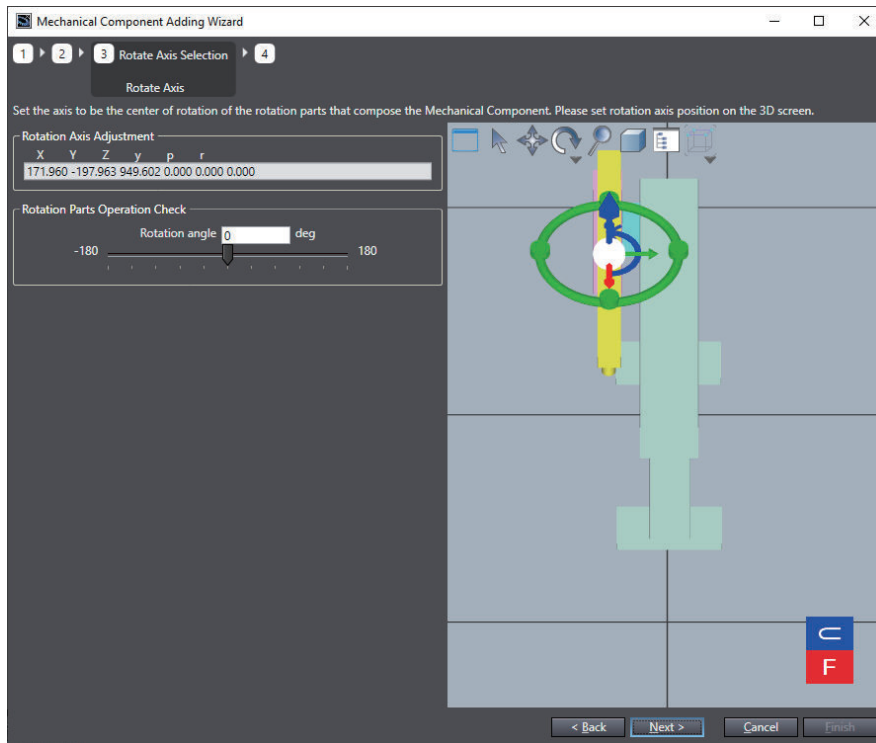 Mechanical Component Adding Wizard
1 2 3 Rotate Axis Selection 4
Rotate Axis
Set the axis to be the center of rotation of the rotation parts that compose the Mechanical Component. Please set rotation axis position on the 3D screen.
Rotation Axis Adjustment
X Y Z y p r
171.960 -197.963 949.602 0.000 0.000 0.000
Rotation Parts Operation Check
Rotation angle 0 deg
-180 180
U
F
< Back Next > Cancel Finish